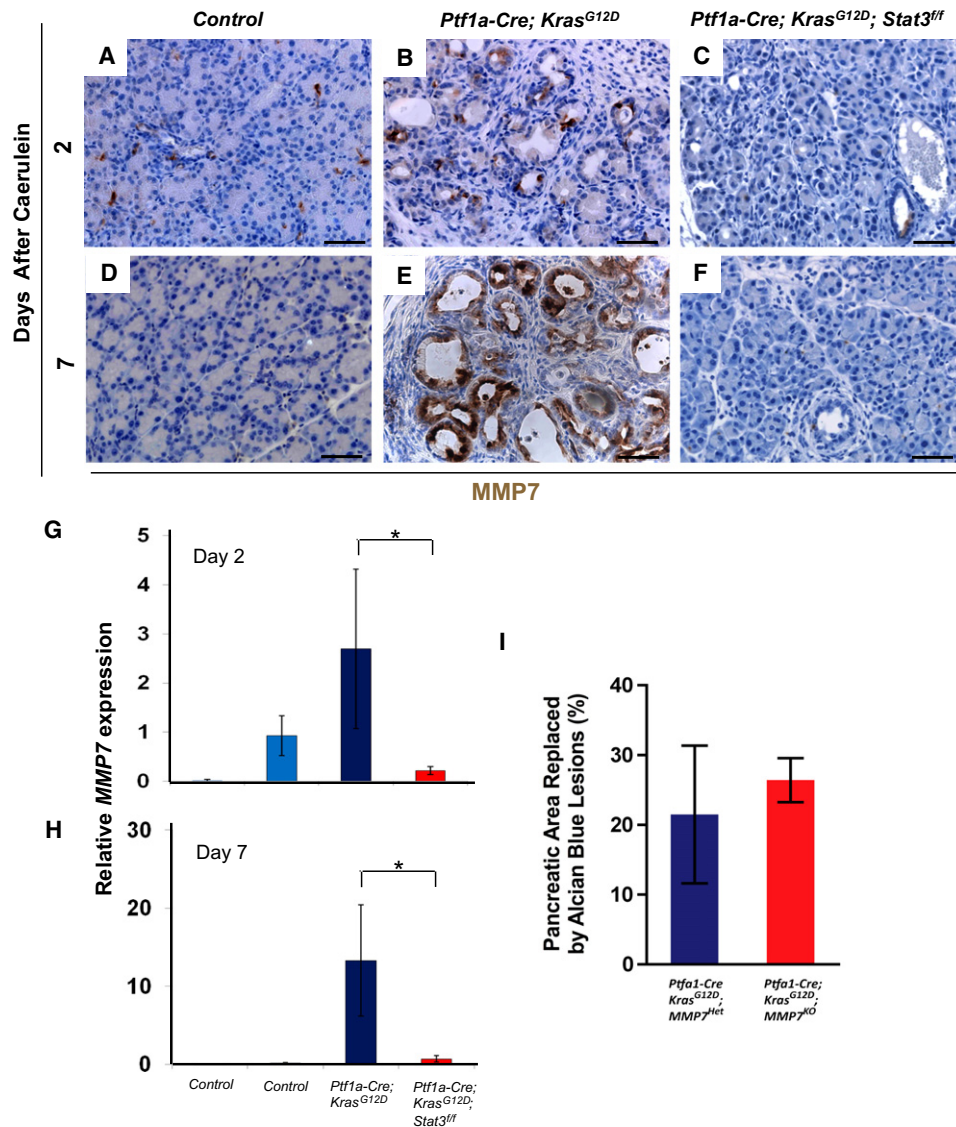 Control
Ptf1a-Cre; KrasG12D
Ptf1a-Cre; KrasG12D; Stat3f/f
A
B
C
2
D
E
F
7
Days After Caerulein
MMP7
G
Day 2
*
5
4
3
2
1
0
H
Day 7
*
30
20
10
0
Relative MMP7 expression
Control
Control
Ptf1a-Cre;
KrasG12D
Ptf1a-Cre;
KrasG12D;
Stat3f/f
I
Pancreatic Area Replaced
by Alcian Blue Lesions (%)
40
30
20
10
0
Ptfa1-Cre
KrasG12D;
MMP7Het
Ptfa1-Cre;
KrasG12D;
MMP7KO